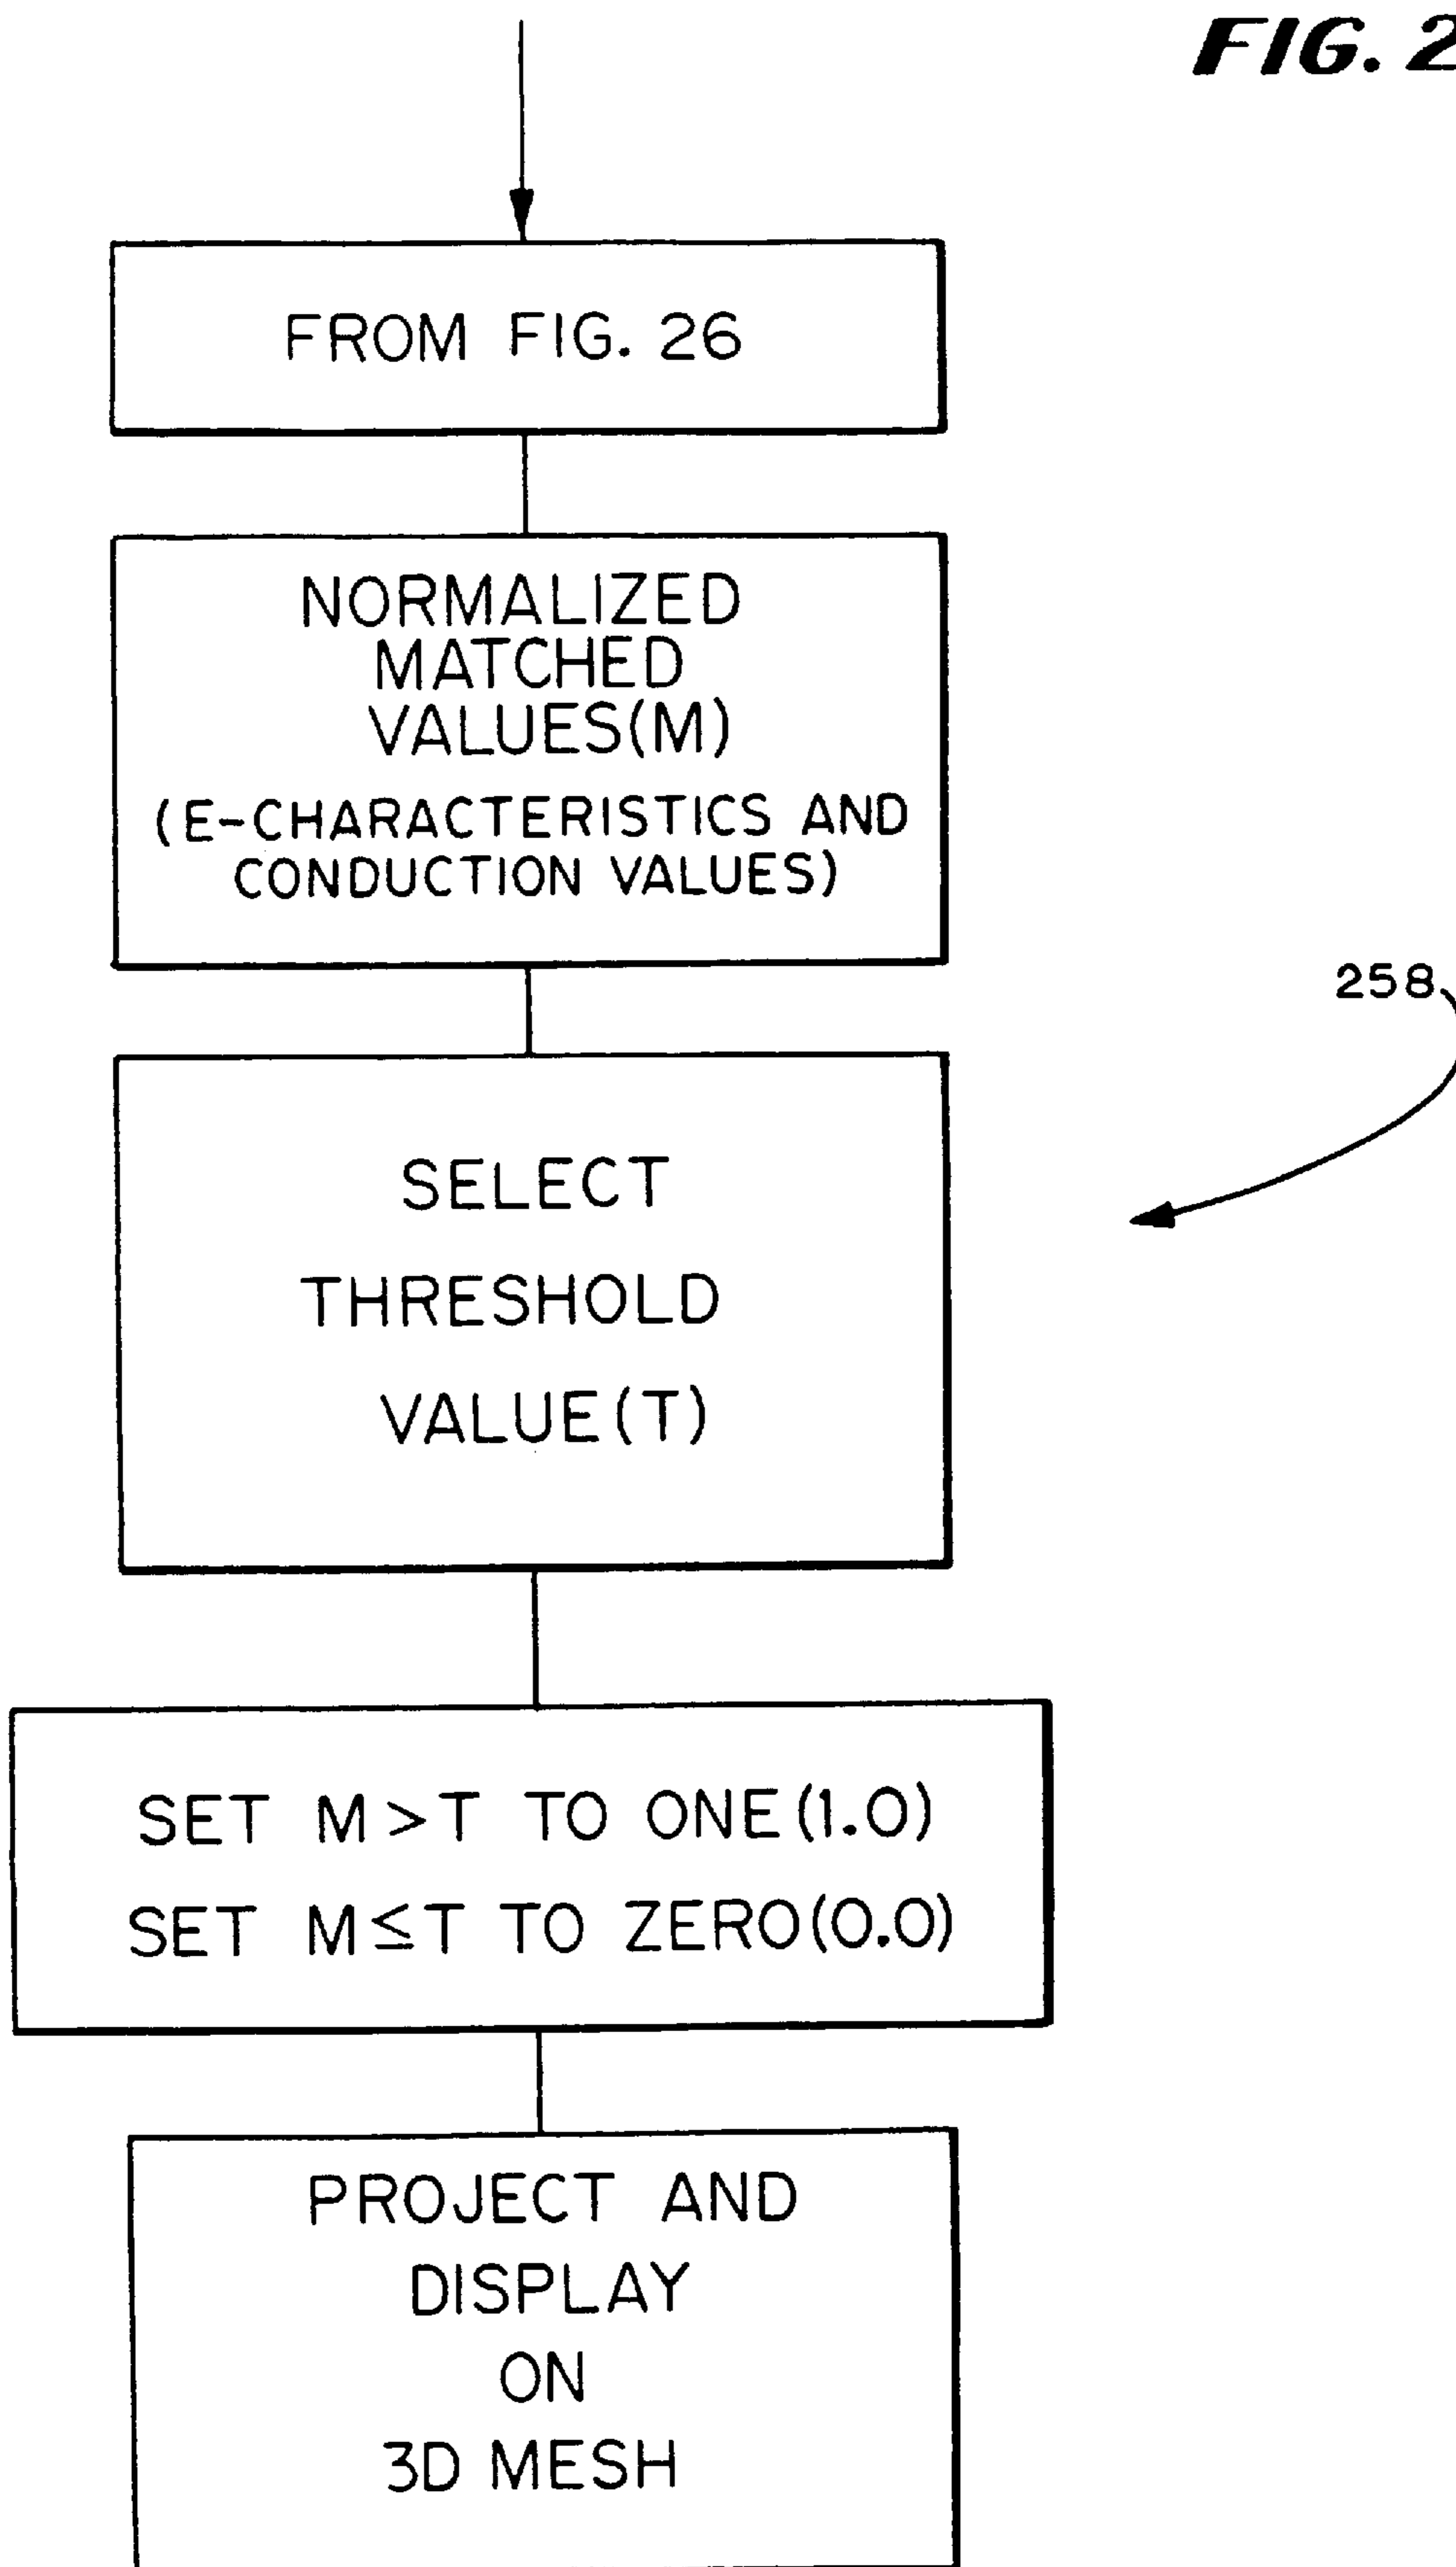 FIG. 2
FROM FIG. 26
NORMALIZED
MATCHED
VALUES(M)
(E-CHARACTERISTICS AND
CONDUCTION VALUES)
258
SELECT
THRESHOLD
VALUE(T)
SET M>T TO ONE(1.0)
SET M≤T TO ZERO(0.0)
PROJECT AND
DISPLAY
ON
3D MESH